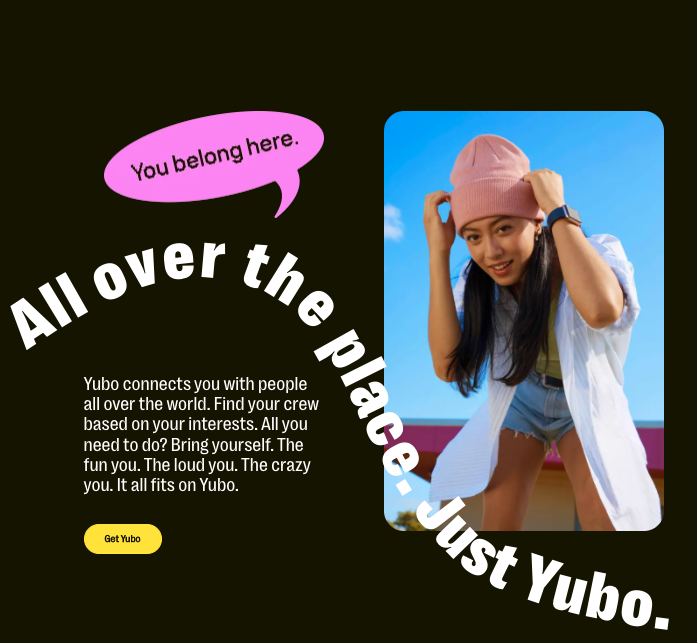 You belong here.
All over the place. Just Yubo.
Yubo connects you with people
all over the world. Find your crew
based on your interests. All you
need to do? Bring yourself. The
fun you. The loud you. The crazy
you. It all fits on Yubo.
Get Yubo